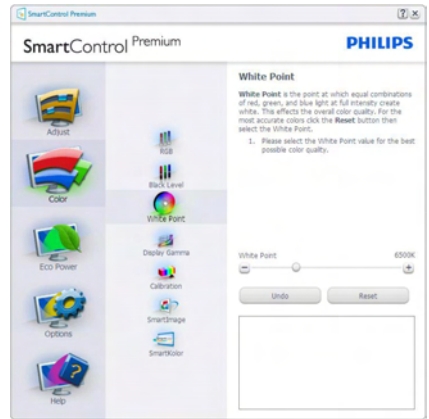 SmartControl Premium
SmartControl Premium
PHILIPS
Adjust
Color
Eco Power
Options
Help
RGB
Black Level
White Point
Display Gamma
Calibration
SmartImage
SmartKolor
White Point
White Point is the point at which equal combinations
of red, green, and blue light at full intensity create
white. This effects the overall color quality. For the
most accurate colors click the Reset button then
select the White Point.
1. Please select the White Point value for the best
possible color quality.
White Point 6500K
Undo Reset